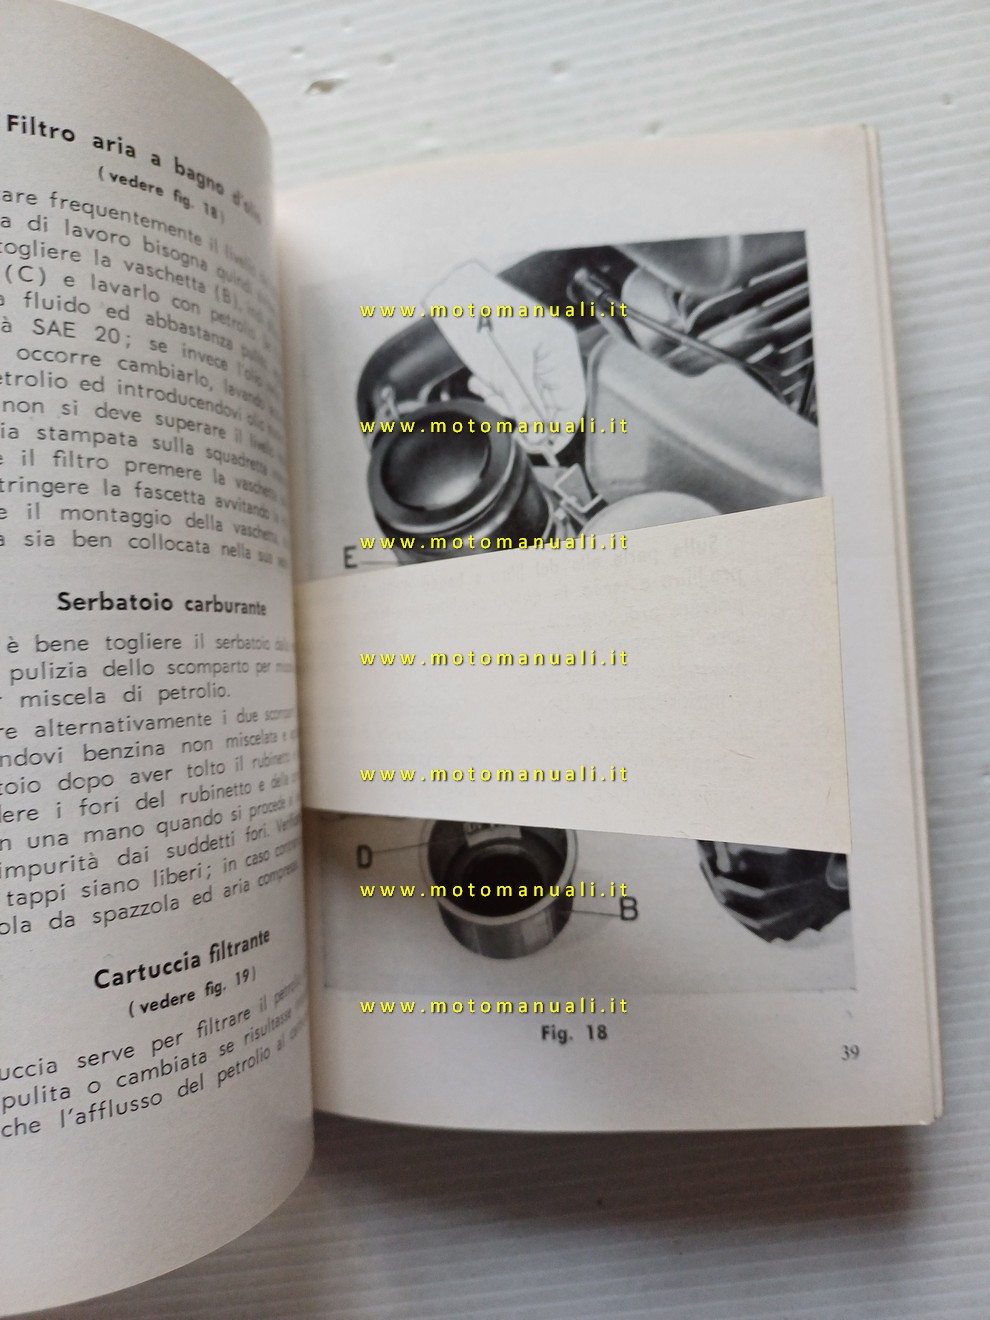 Filtro aria a bagno d'olio
(vedere fig. 18)
are frequentemente il livello
a di lavoro bisogna quindi
togliere la vaschetta (B)
(C) e lavarlo con petrolio
fluido ed abbastanza
à SAE 20; se invece l'olio
occorre cambiarlo, lavando
etrolio ed introducendovi olio
non si deve superare il livello
ia stampata sulla squadretta
e il filtro premere la vaschetta
tringere la fascetta avvitando
e il montaggio della vaschetta
a sia ben collocata nella sua
Serbatoio carburante
è bene togliere il serbatoio
pulizia dello scomparto per
miscela di petrolio.
re alternativamente i due
ndovi benzina non miscelata e
toio dopo aver tolto il rubinetto
dere i fori del rubinetto e
n una mano quando si procede
impurità dai suddetti fori.
tappi siano liberi; in caso
ola da spazzola ed aria
Cartuccia filtrante
(vedere fig. 19)
uccia serve per filtrare il
pulita o cambiata se risultasse
che l'afflusso del petrolio al
A
E
D
B
Fig. 18
39
www.motomanuali.it
www.motomanuali.it
www.motomanuali.it
www.motomanuali.it
www.motomanuali.it
www.motomanuali.it
www.motomanuali.it